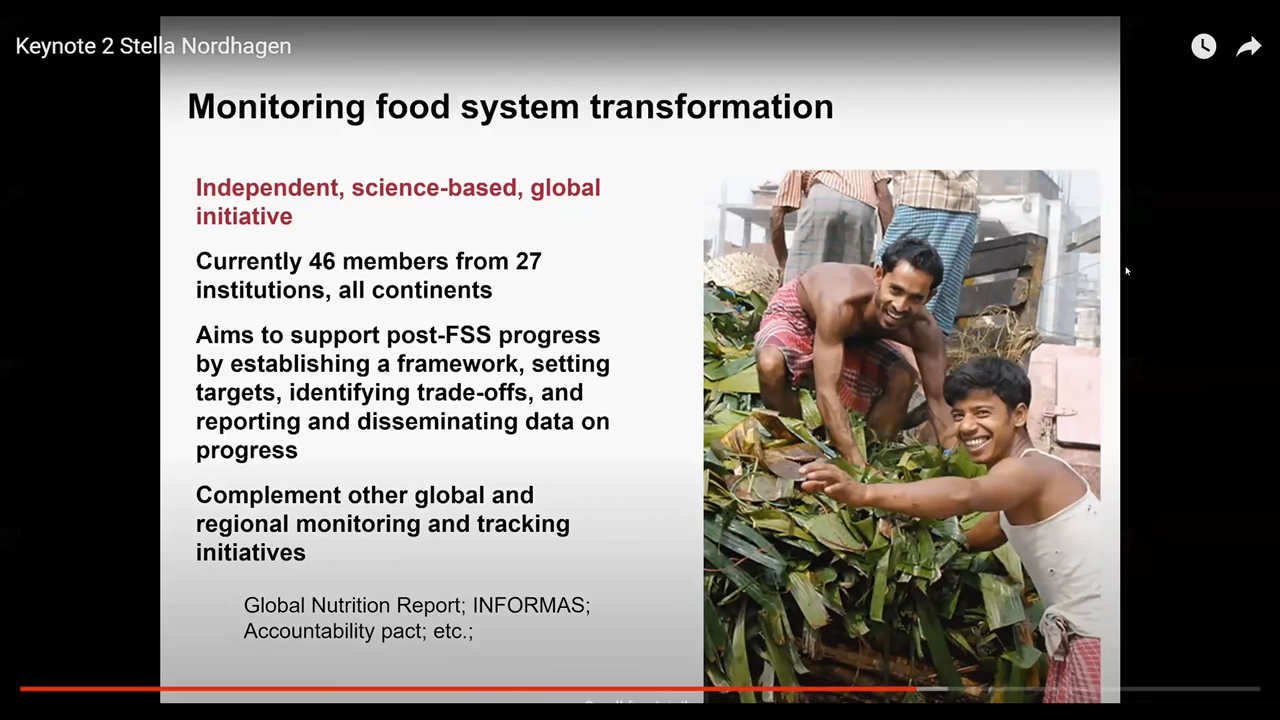 Keynote 2 Stella Nordhagen
Monitoring food system transformation
Independent, science-based, global
initiative
Currently 46 members from 27
institutions, all continents
Aims to support post-FSS progress
by establishing a framework, setting
targets, identifying trade-offs, and
reporting and disseminating data on
progress
Complement other global and
regional monitoring and tracking
initiatives
Global Nutrition Report; INFORMAS;
Accountability pact; etc.;